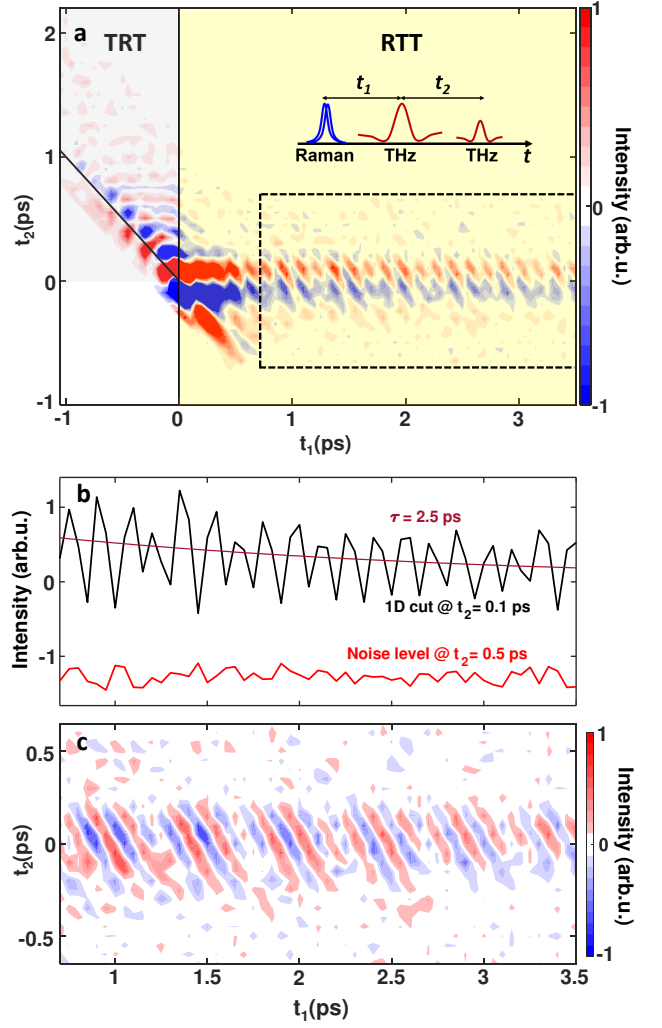 a
TRT
RTT
t1
t2
Raman
THz
THz
t
2
1
0
-1
t2(ps)
-1
0
1
2
3
t1(ps)
1
0
-1
Intensity (arb.u.)
b
1
0
-1
Intensity (arb.u.)
τ = 2.5 ps
1D cut @ t2= 0.1 ps
Noise level @ t2= 0.5 ps
c
0.5
0
-0.5
t2(ps)
1
1.5
2
2.5
3
3.5
t1(ps)
1
0
-1
Intensity (arb.u.)